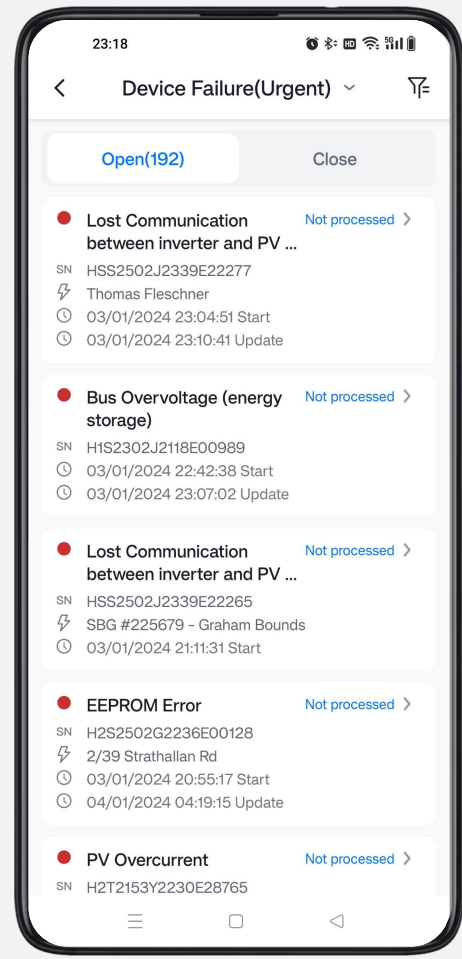 23:18
HD 5G
Device Failure(Urgent)
Open(192)
Close
Lost Communication
between inverter and PV ...
Not processed
SN HSS2502J2339E22277
Thomas Fleschner
03/01/2024 23:04:51 Start
03/01/2024 23:10:41 Update
Bus Overvoltage (energy
storage)
Not processed
SN H1S2302J2118E00989
03/01/2024 22:42:38 Start
03/01/2024 23:07:02 Update
Lost Communication
between inverter and PV ...
Not processed
SN HSS2502J2339E22265
SBG #225679 - Graham Bounds
03/01/2024 21:11:31 Start
EEPROM Error
Not processed
SN H2S2502G2236E00128
2/39 Strathallan Rd
03/01/2024 20:55:17 Start
04/01/2024 04:19:15 Update
PV Overcurrent
Not processed
SN H2T2153Y2230E28765